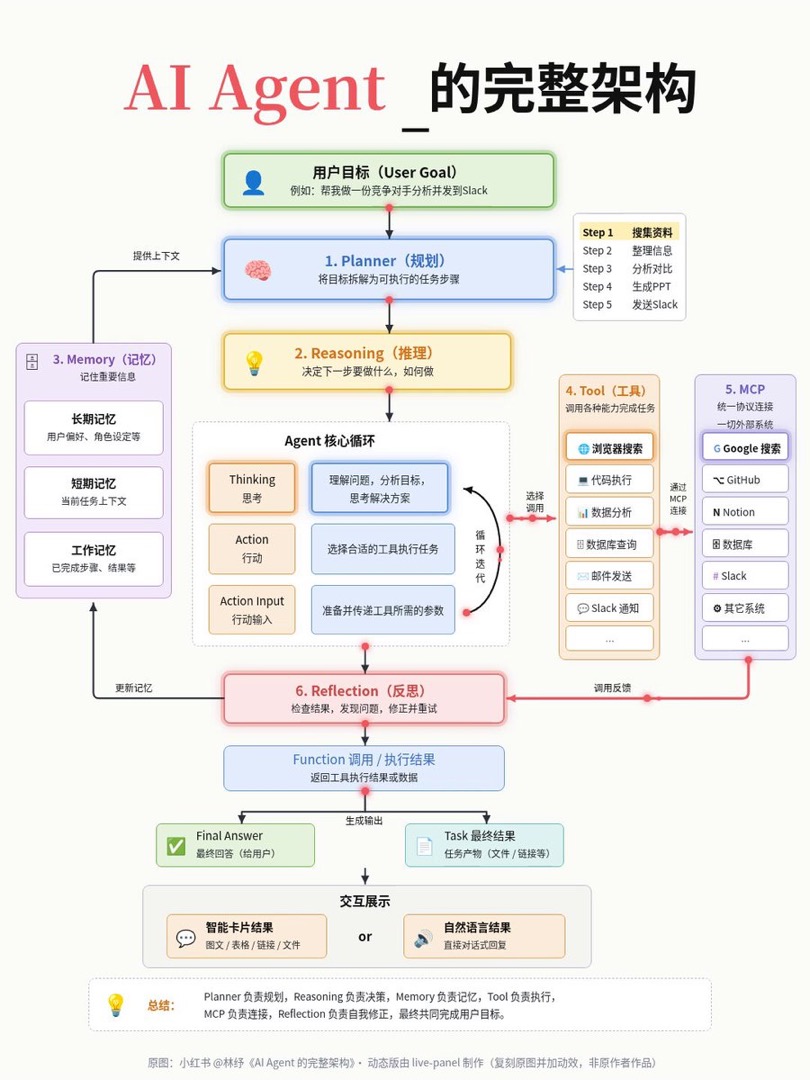 AI Agent _的完整架构
用户目标（User Goal）
例如：帮我做一份竞争对手分析并发到Slack
Step 1 搜集资料
Step 2 整理信息
Step 3 分析对比
Step 4 生成PPT
Step 5 发送Slack
提供上下文
1. Planner（规划）
将目标拆解为可执行的任务步骤
2. Reasoning（推理）
决定下一步要做什么，如何做
3. Memory（记忆）
记住重要信息
长期记忆
用户偏好、角色设定等
短期记忆
当前任务上下文
工作记忆
已完成步骤、结果等
Agent 核心循环
Thinking
思考
理解问题，分析目标，
思考解决方案
Action
行动
选择合适的工具执行任务
Action Input
行动输入
准备并传递工具所需的参数
循
环
迭
代
选择
调用
4. Tool（工具）
调用各种能力完成任务
浏览器搜索
代码执行
数据分析
数据库查询
邮件发送
Slack 通知
...
通过
MCP
连接
5. MCP
统一协议连接
一切外部系统
G Google 搜索
GitHub
N Notion
数据库
# Slack
其它系统
...
更新记忆
6. Reflection（反思）
检查结果，发现问题，修正并重试
调用反馈
Function 调用 / 执行结果
返回工具执行结果或数据
生成输出
Final Answer
最终回答（给用户）
Task 最终结果
任务产物（文件 / 链接等）
交互展示
智能卡片结果
图文 / 表格 / 链接 / 文件
or
自然语言结果
直接对话式回复
总结：
Planner 负责规划，Reasoning 负责决策，Memory 负责记忆，Tool 负责执行，
MCP 负责连接，Reflection 负责自我修正，最终共同完成用户目标。
原图：小红书 @林纾《AI Agent 的完整架构》· 动态版由 live-panel 制作（复刻原图并加动效，非原作者作品）